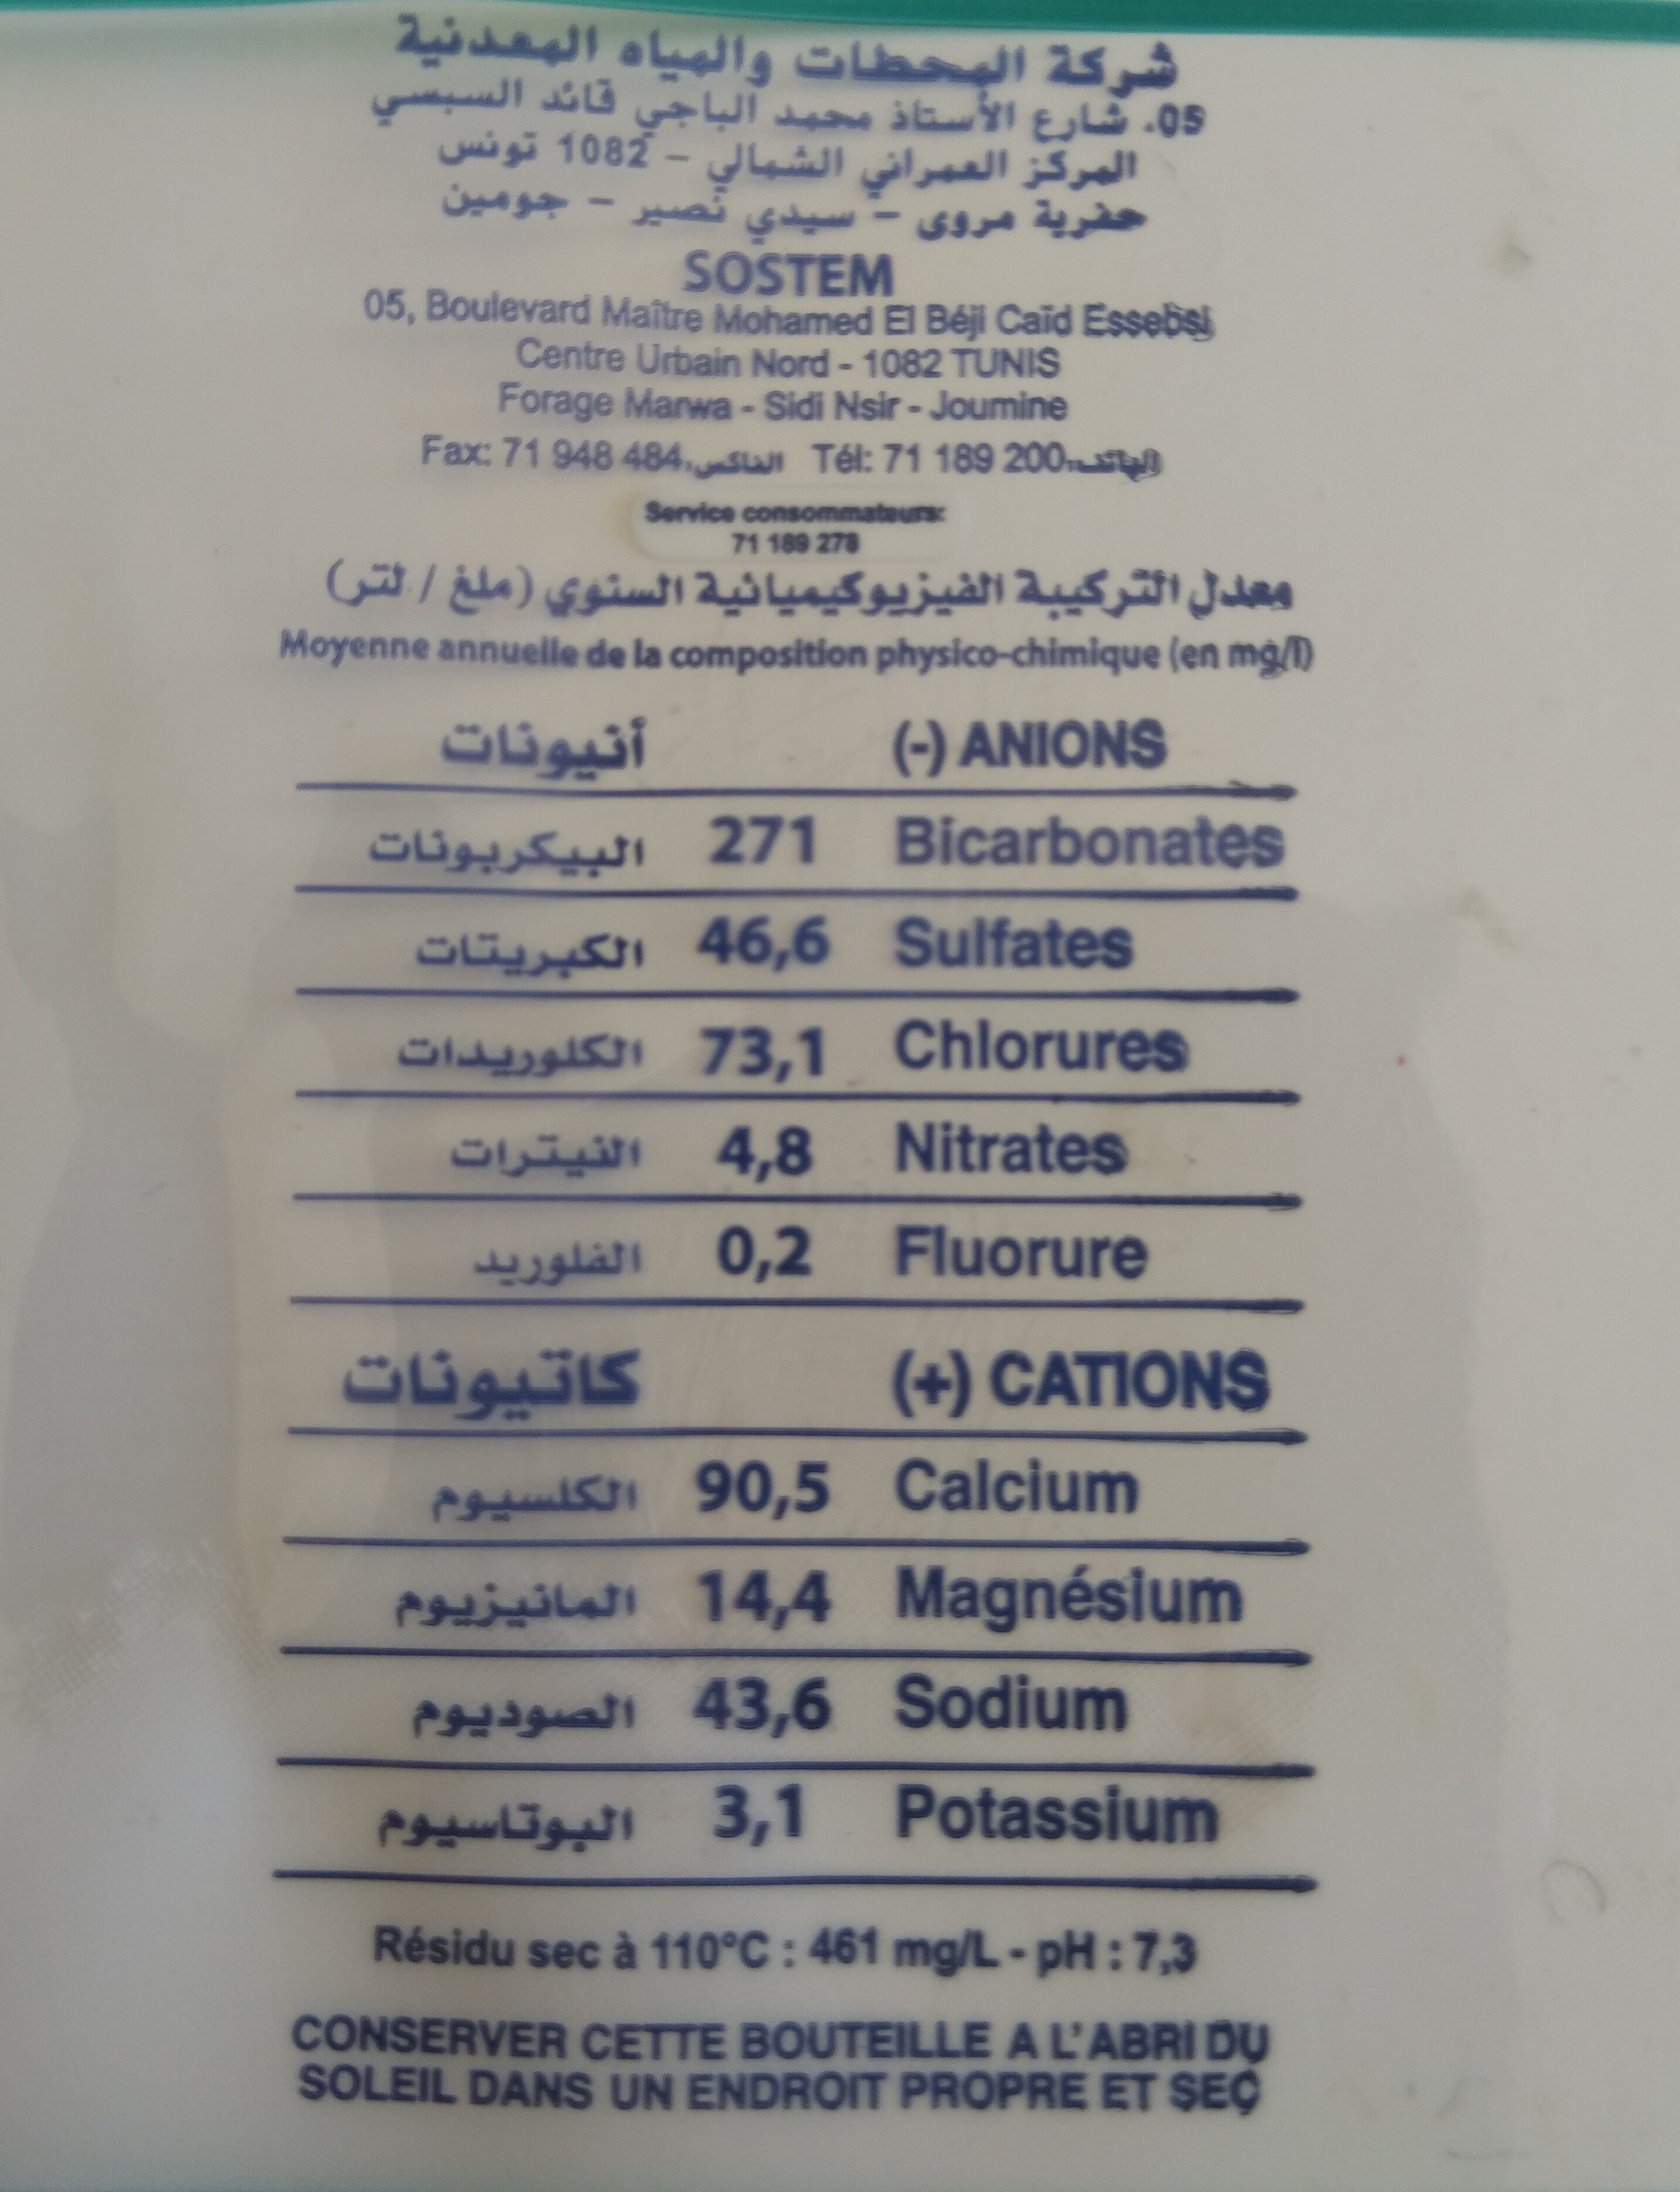 شركة المحطات والمياه المعدنية
05، شارع الأستاذ محمد الباجي قائد السبسي
المركز العمراني الشمالي – 1082 تونس
حفرية مروى – سيدي نصير – جومين
SOSTEM
05, Boulevard Maître Mohamed El Béji Caïd Essebsi
Centre Urbain Nord - 1082 TUNIS
Forage Marwa - Sidi Nsir - Joumine
Fax: 71 948 484 الفاكس Tél: 71 189 200 الهاتف
Service consommateurs:
71 189 278
معدل التركيبة الفيزيوكيميائية السنوي (ملغ / لتر)
Moyenne annuelle de la composition physico-chimique (en mg/l)
أنيونات (-) ANIONS
البيكربونات 271 Bicarbonates
الكبريتات 46,6 Sulfates
الكلوريدات 73,1 Chlorures
النيترات 4,8 Nitrates
الفلوريد 0,2 Fluorure
كاتيونات (+) CATIONS
الكلسيوم 90,5 Calcium
المانيزيوم 14,4 Magnésium
الصوديوم 43,6 Sodium
البوتاسيوم 3,1 Potassium
Résidu sec à 110°C : 461 mg/L - pH : 7,3
CONSERVER CETTE BOUTEILLE A L'ABRI DU
SOLEIL DANS UN ENDROIT PROPRE ET SEC